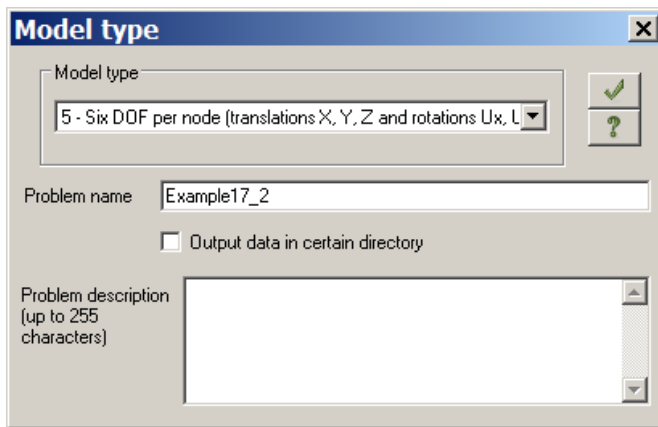 Model type
Model type
5 - Six DOF per node (translations X, Y, Z and rotations Ux,
Problem name
Example17_2
Output data in certain directory
Problem description
(up to 255
characters)